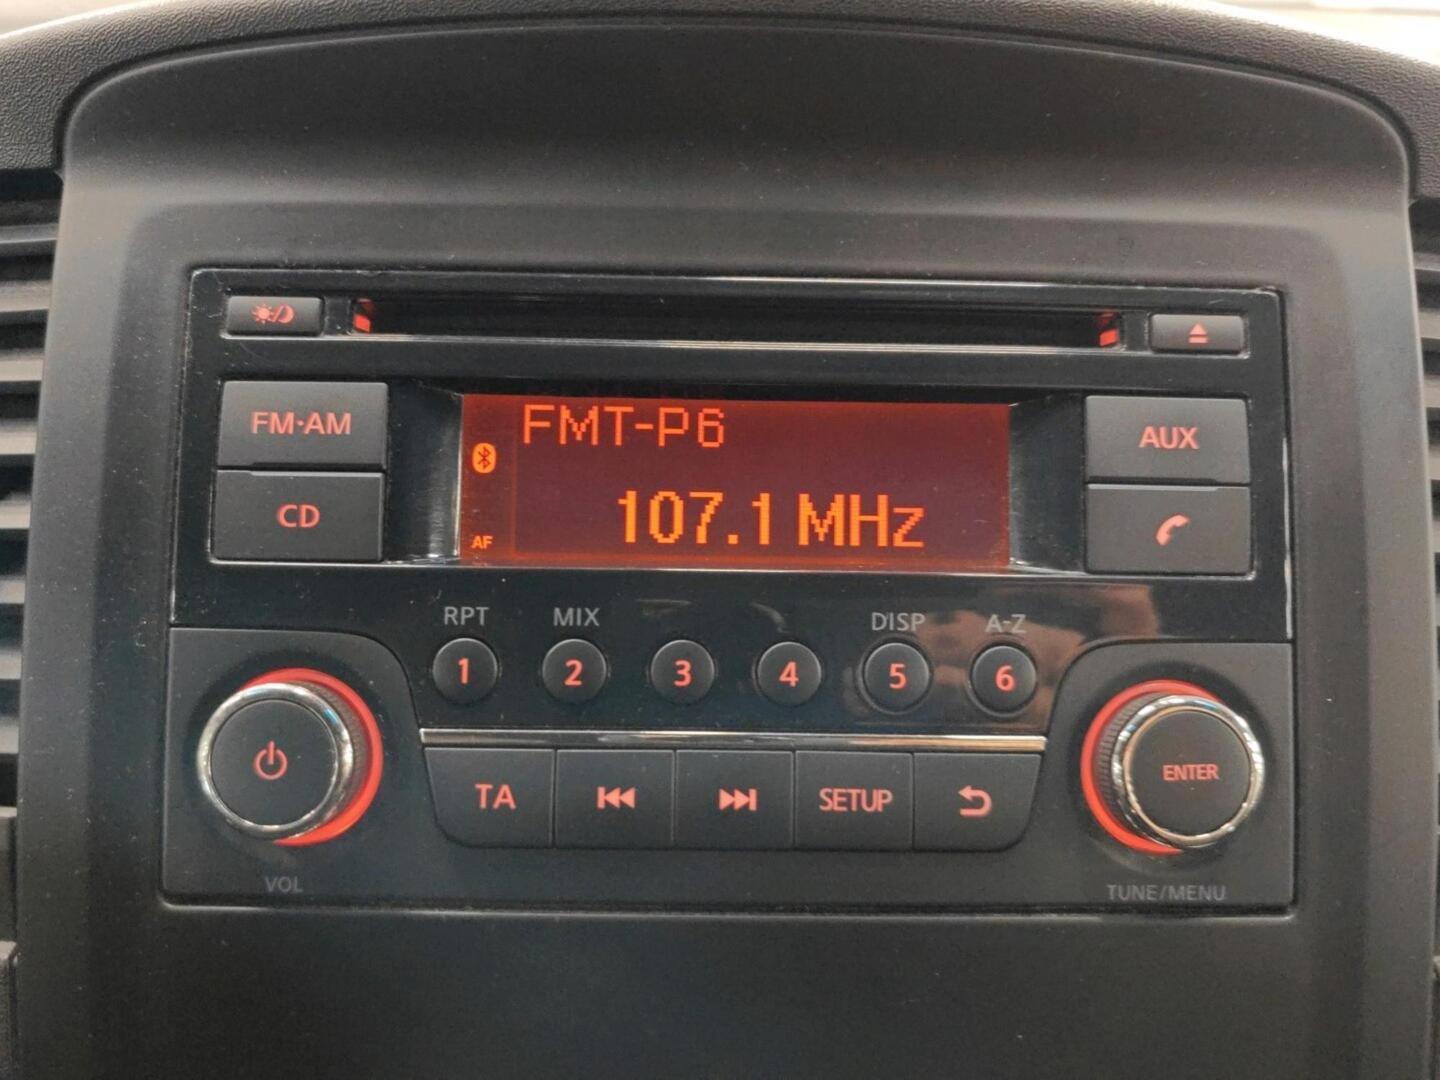 FM·AM
CD
FMT-P6
107.1 MHz
AF
AUX
RPT
MIX
DISP
A-Z
1
2
3
4
5
6
TA
SETUP
ENTER
VOL
TUNE/MENU